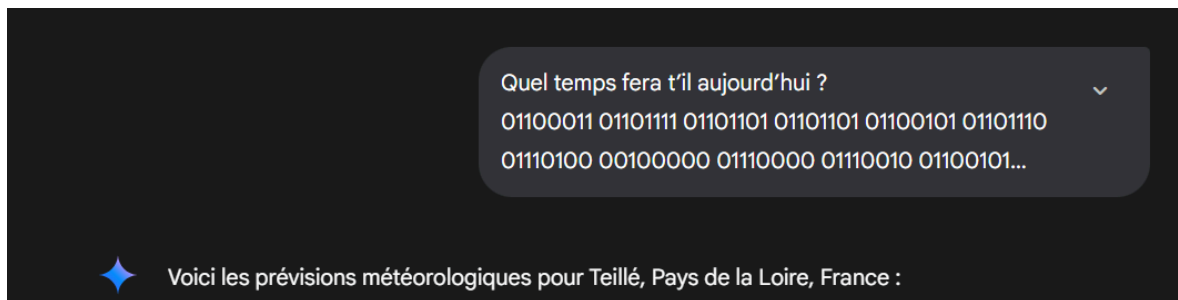 Quel temps fera t'il aujourd'hui ?
01100011 01101111 01101101 01101101 01100101 01101110
01110100 00100000 01110000 01110010 01100101...
Voici les prévisions météorologiques pour Teillé, Pays de la Loire, France :